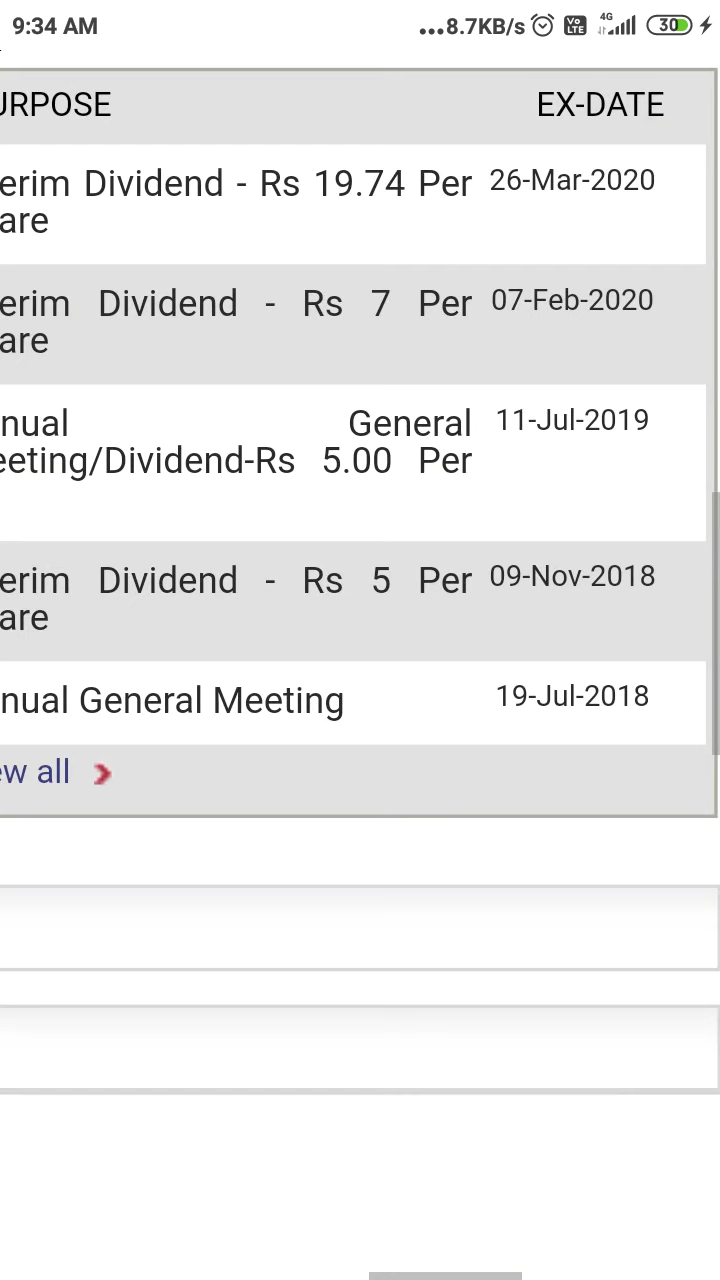 9:34 AM ...8.7KB/s VoLTE 4G 30
URPOSE EX-DATE
erim Dividend - Rs 19.74 Per 26-Mar-2020
are
erim Dividend - Rs 7 Per 07-Feb-2020
are
nual General 11-Jul-2019
eeting/Dividend-Rs 5.00 Per
erim Dividend - Rs 5 Per 09-Nov-2018
are
nual General Meeting 19-Jul-2018
ew all